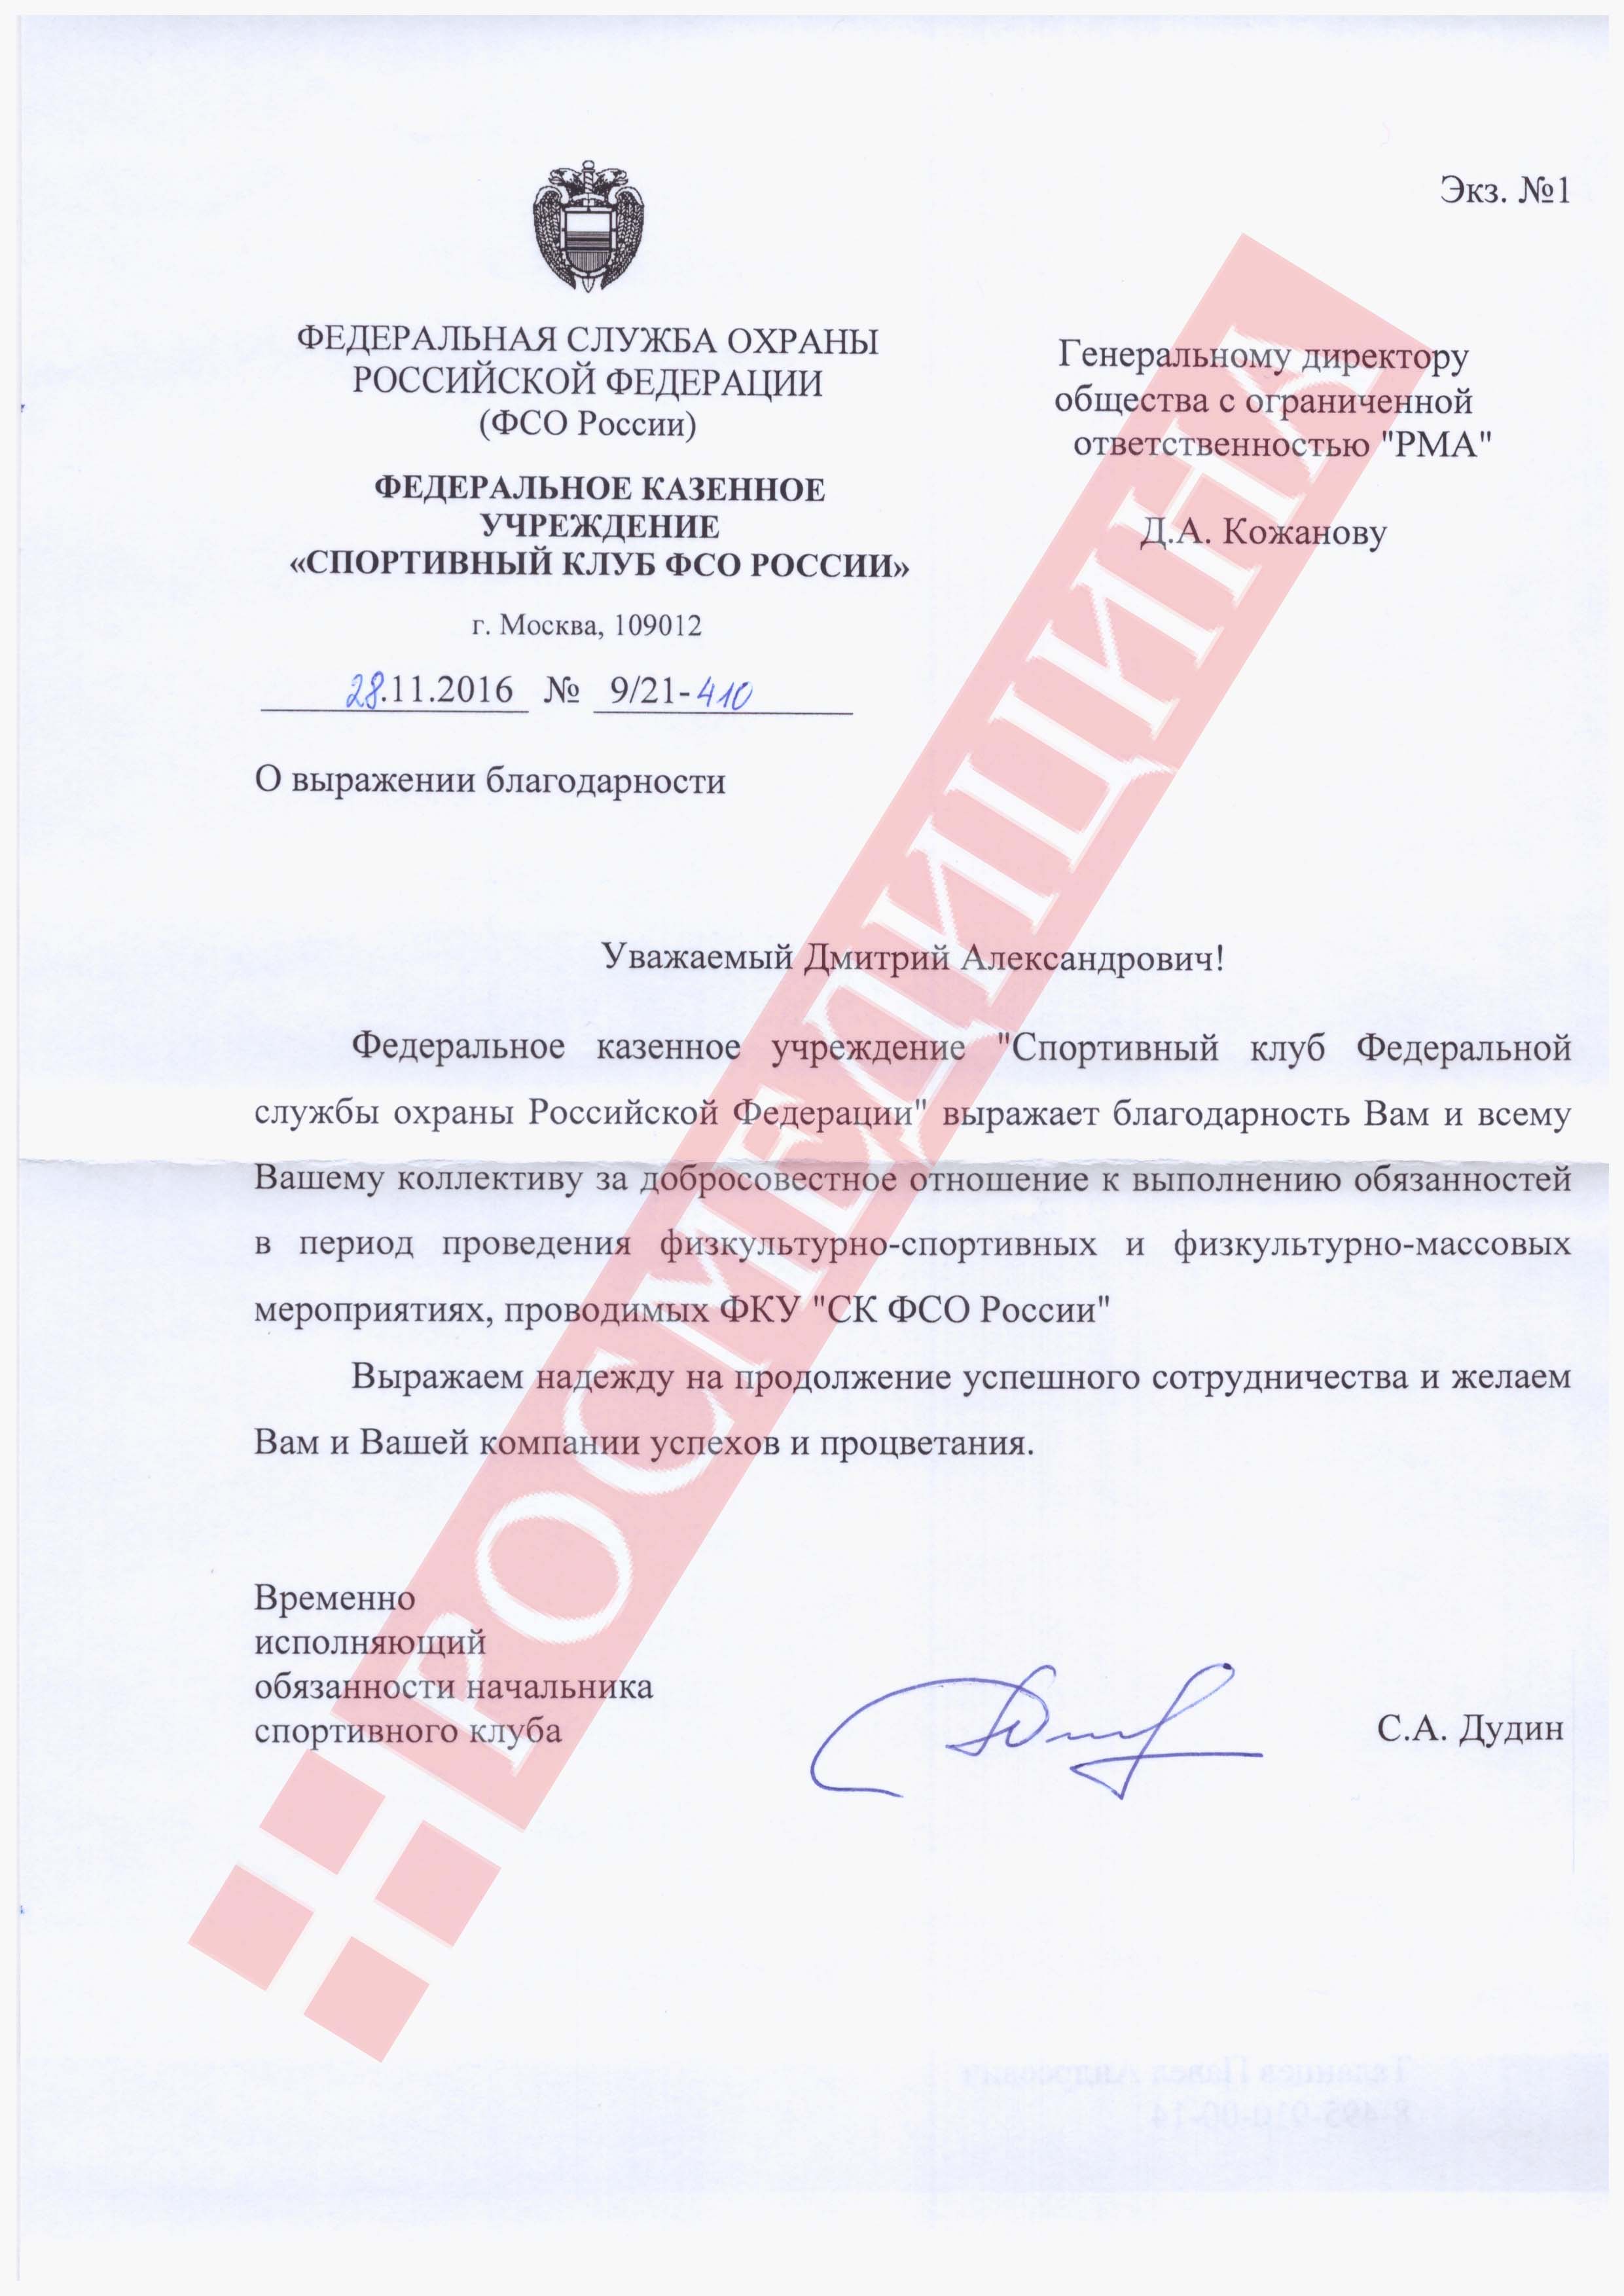 Экз. №1
ФЕДЕРАЛЬНАЯ СЛУЖБА ОХРАНЫ
РОССИЙСКОЙ ФЕДЕРАЦИИ
(ФСО России)
ФЕДЕРАЛЬНОЕ КАЗЕННОЕ
УЧРЕЖДЕНИЕ
«СПОРТИВНЫЙ КЛУБ ФСО РОССИИ»
г. Москва, 109012
28.11.2016 № 9/21-410
О выражении благодарности
Генеральному директору
общества с ограниченной
ответственностью "РМА"
Д.А. Кожанову
Уважаемый Дмитрий Александрович!
Федеральное казенное учреждение "Спортивный клуб Федеральной
службы охраны Российской Федерации" выражает благодарность Вам и всему
Вашему коллективу за добросовестное отношение к выполнению обязанностей
в период проведения физкультурно-спортивных и физкультурно-массовых
мероприятиях, проводимых ФКУ "СК ФСО России"
Выражаем надежду на продолжение успешного сотрудничества и желаем
Вам и Вашей компании успехов и процветания.
Временно
исполняющий
обязанности начальника
спортивного клуба
С.А. Дудин
РОСМЕДИЦИНА